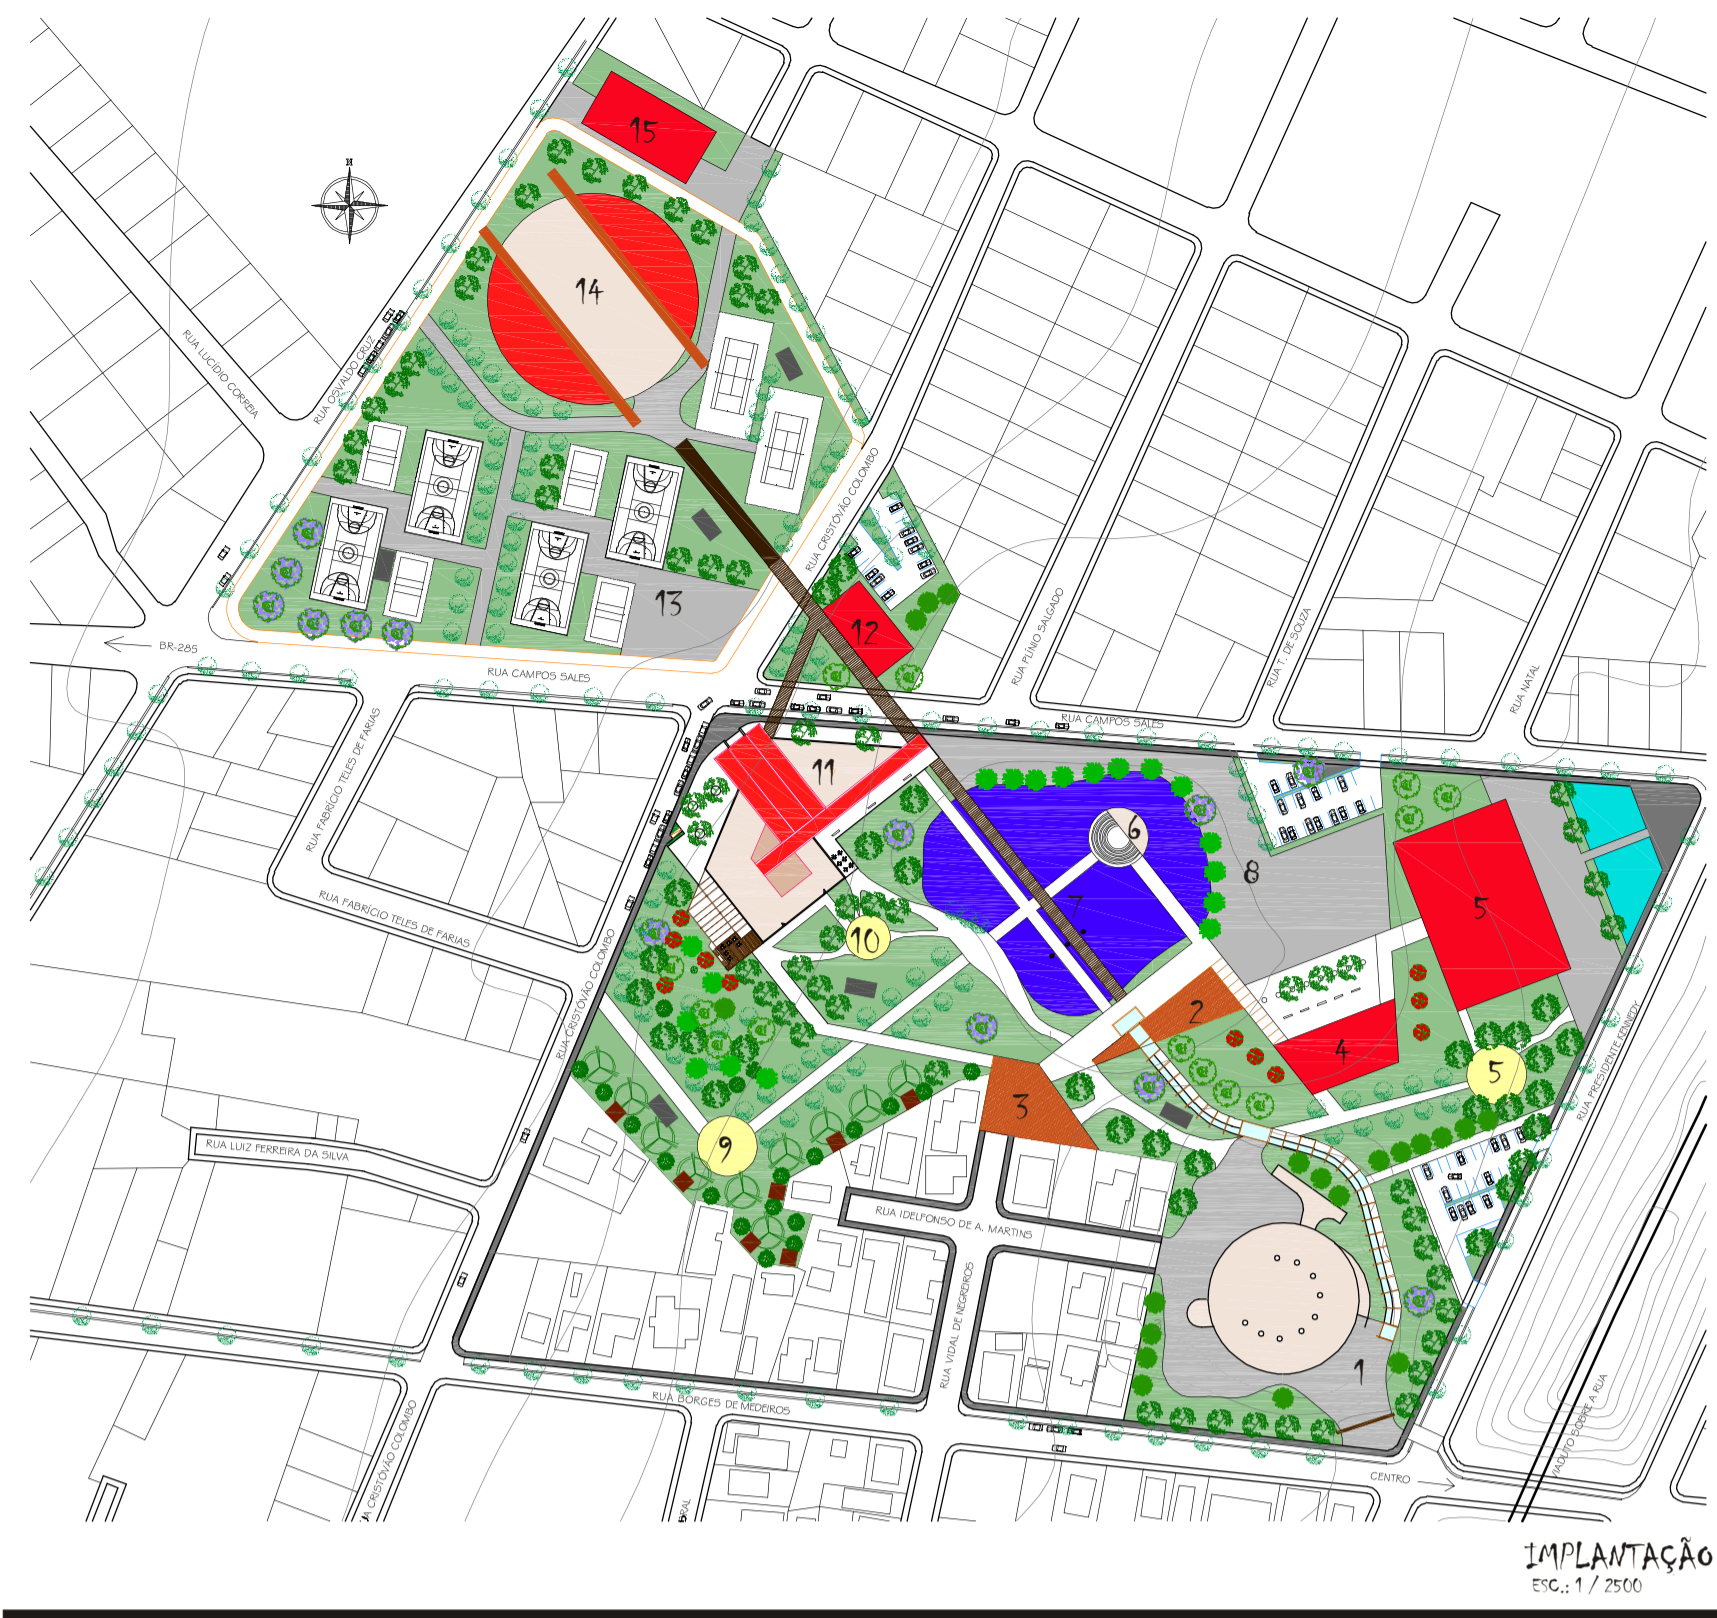 15
N
14
RUA LUCÍDIO CORREIA
RUA OSVALDO CRUZ
RUA CRISTÓVÃO COLOMBO
13
12
BR-285
RUA CAMPOS SALES
RUA PLÍNIO SALGADO
RUA T. DE SOUZA
RUA NATAL
RUA CAMPOS SALES
11
6
RUA FABRÍCIO TELES DE FARIAS
8
7
5
RUA FABRÍCIO TELES DE FARIAS
10
RUA CRISTÓVÃO COLOMBO
2
4
3
5
RUA PRESIDENTE KENNEDY
9
RUA LUIZ FERREIRA DA SILVA
RUA IDELFONSO DE A. MARTINS
RUA VIDAL DE NEGREIROS
1
RUA BORGES DE MEDEIROS
VIADUTO SOBRE A RUA
UA CRISTÓVÃO COLOMBO
BRAL
CENTRO
IMPLANTAÇÃO
ESC.: 1 / 2500